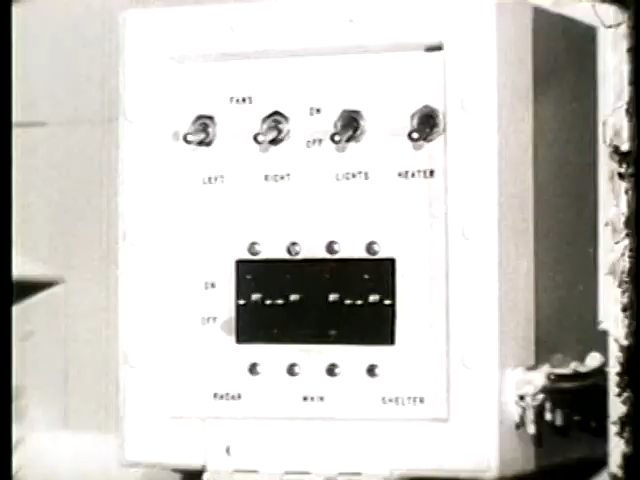 FANS
ON
OFF
LEFT RIGHT LIGHTS HEATER
ON
OFF
RADAR MAIN SHELTER